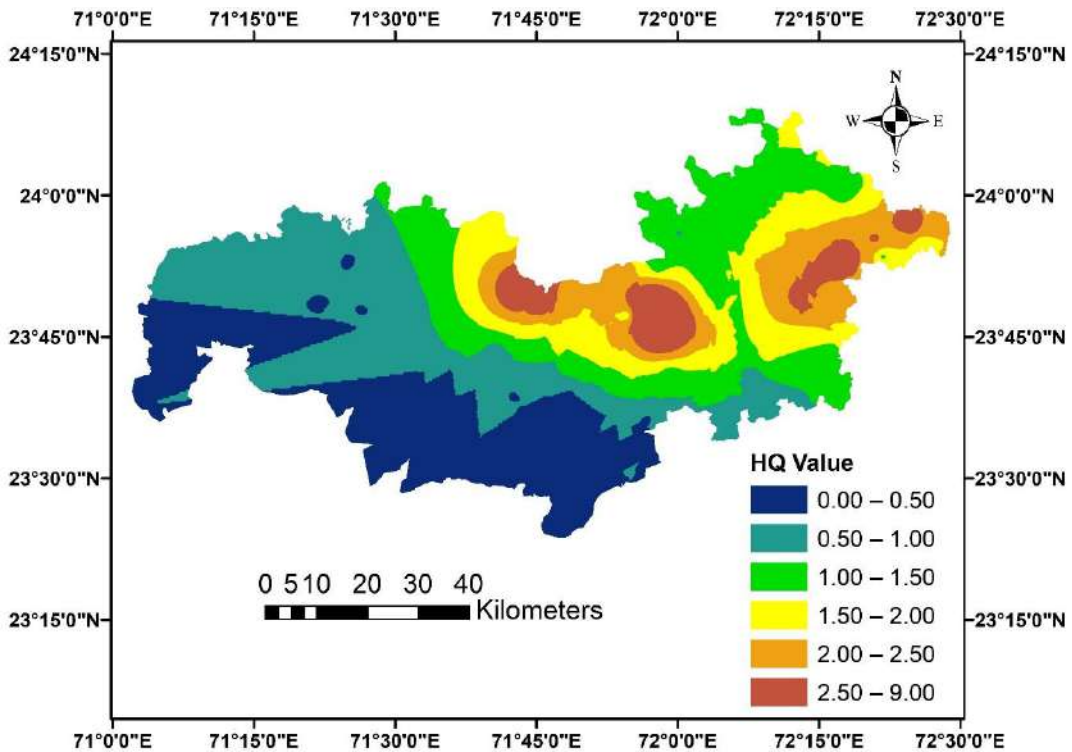 71°0'0"E 71°15'0"E 71°30'0"E 71°45'0"E 72°0'0"E 72°15'0"E 72°30'0"E
24°15'0"N 24°15'0"N
N
W E
S
24°0'0"N 24°0'0"N
23°45'0"N 23°45'0"N
23°30'0"N 23°30'0"N
HQ Value
0.00 – 0.50
0.50 – 1.00
1.00 – 1.50
1.50 – 2.00
2.00 – 2.50
2.50 – 9.00
0 5 10 20 30 40
Kilometers
23°15'0"N 23°15'0"N
71°0'0"E 71°15'0"E 71°30'0"E 71°45'0"E 72°0'0"E 72°15'0"E 72°30'0"E